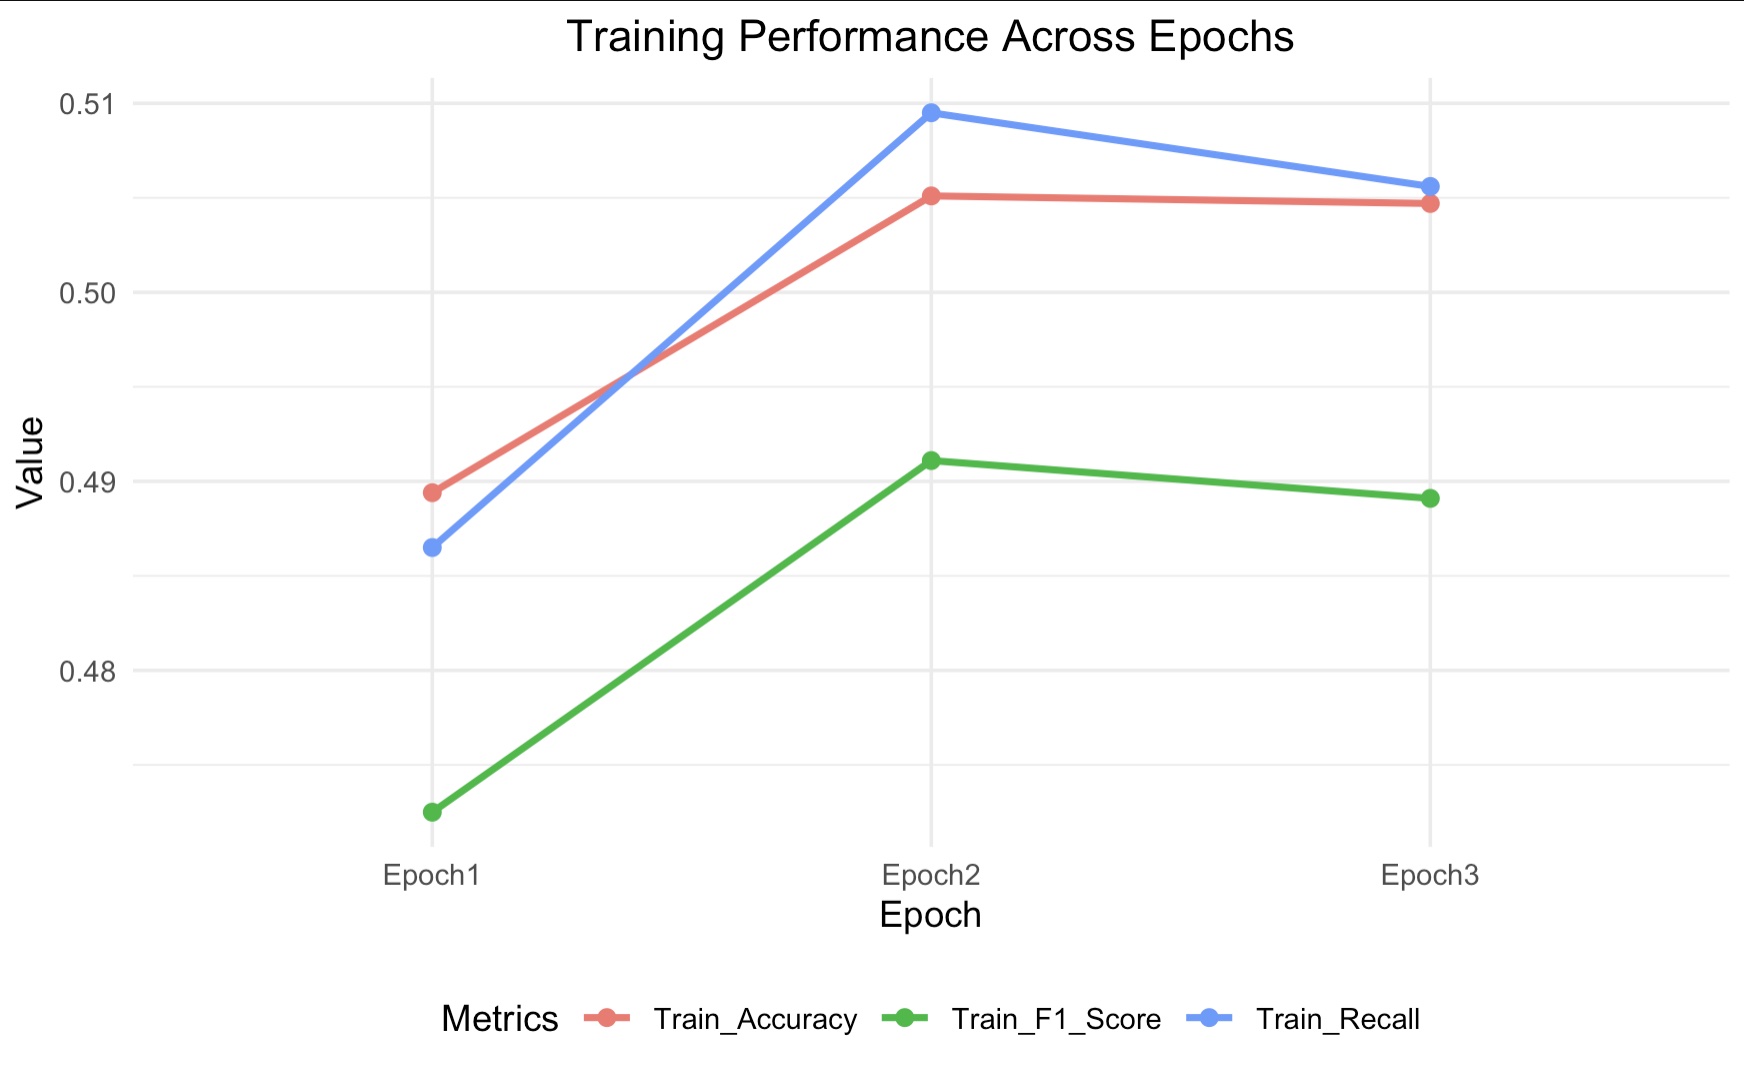 Training Performance Across Epochs
0.51
0.50
0.49
0.48
Value
Epoch1 Epoch2 Epoch3
Epoch
Metrics Train_Accuracy Train_F1_Score Train_Recall